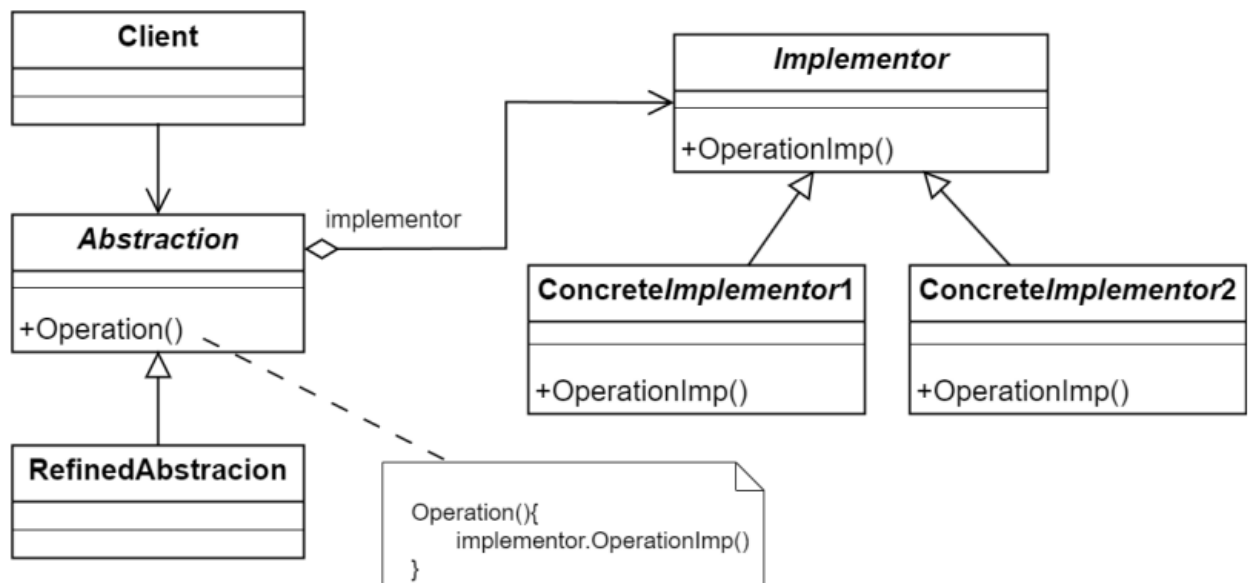 Client
Implementor
+OperationImp()
implementor
Abstraction
+Operation()
ConcreteImplementor1
+OperationImp()
ConcreteImplementor2
+OperationImp()
RefinedAbstracion
Operation(){
implementor.OperationImp()
}